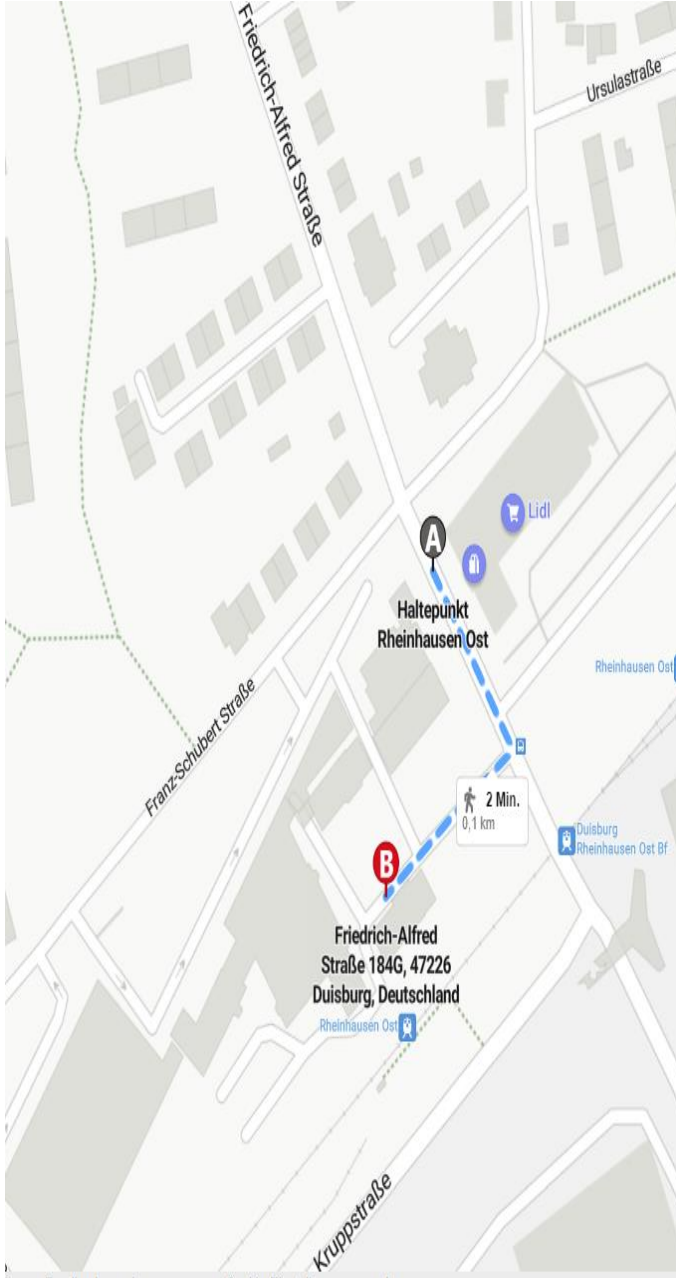 Friedrich-Alfred Straße
Ursulastraße
A
Lidl
Haltepunkt
Rheinhausen Ost
Rheinhausen Ost
Franz-Schubert Straße
2 Min.
0,1 km
Duisburg
Rheinhausen Ost Bf
B
Friedrich-Alfred
Straße 184G, 47226
Duisburg, Deutschland
Rheinhausen Ost
Kruppstraße